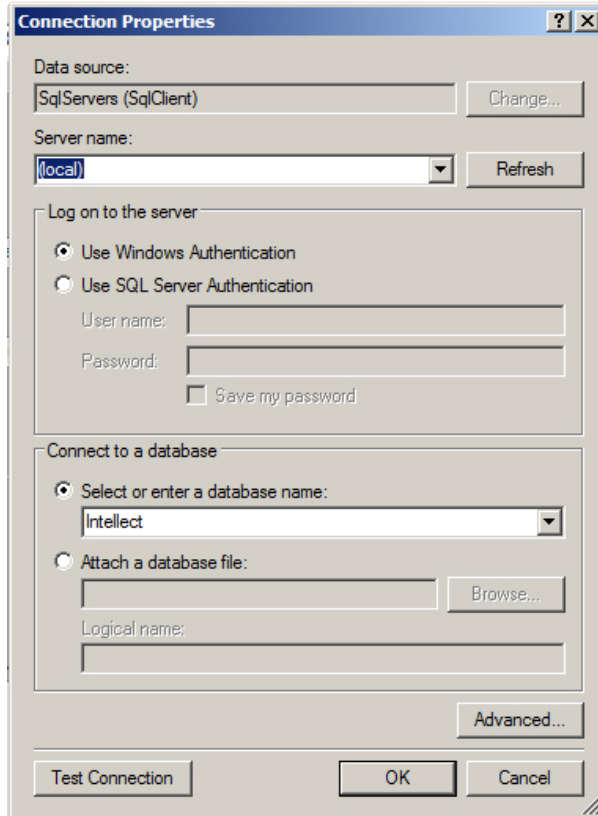 Connection Properties
Data source:
SqlServers (SqlClient)
Change...
Server name:
(local)
Refresh
Log on to the server
Use Windows Authentication
Use SQL Server Authentication
User name:
Password:
Save my password
Connect to a database
Select or enter a database name:
Intellect
Attach a database file:
Browse...
Logical name:
Advanced...
Test Connection
OK
Cancel